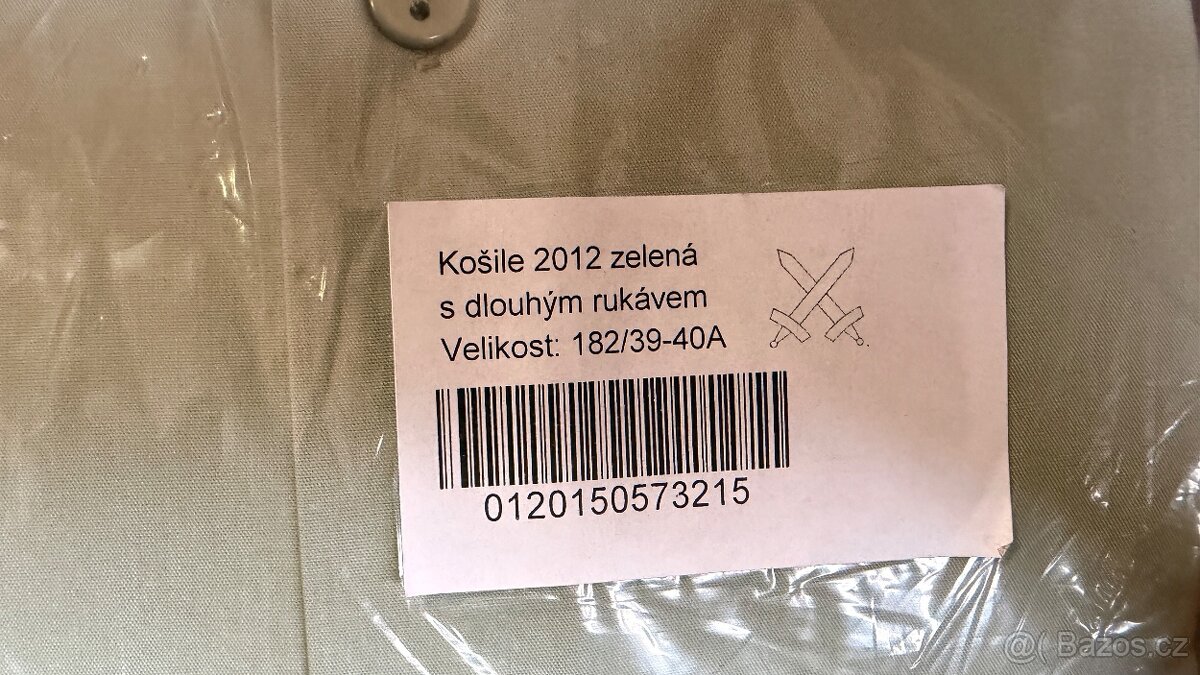 Košile 2012 zelená
s dlouhým rukávem
Velikost: 182/39-40A
0120150573215
@( Bazos.cz